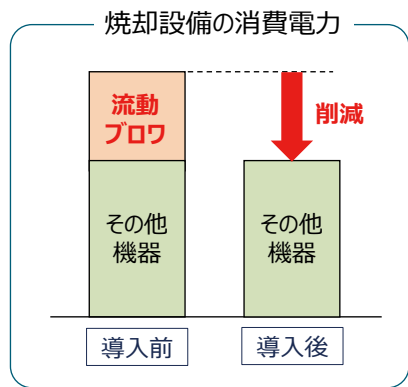 焼却設備の消費電力
流動
ブロワ
削減
その他
機器
その他
機器
導入前
導入後